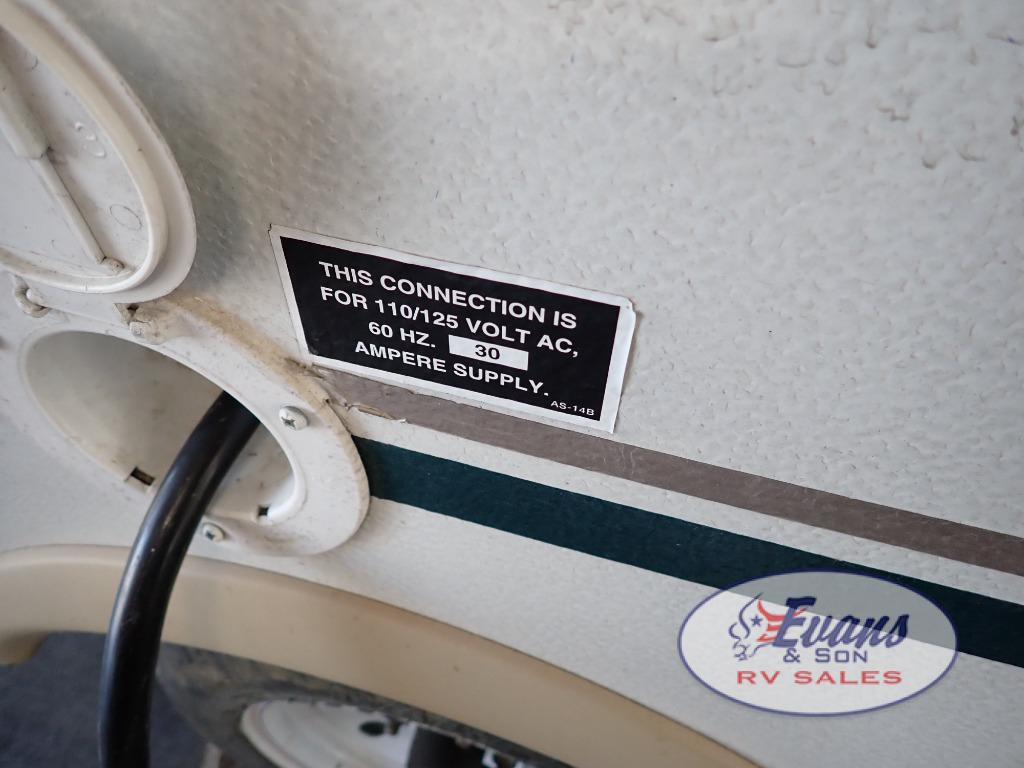 THIS CONNECTION IS
FOR 110/125 VOLT AC,
60 HZ. 30
AMPERE SUPPLY.
AS-14B
Evans
& SON
RV SALES